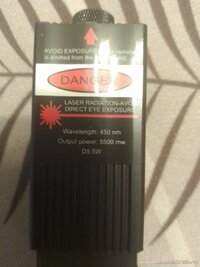 AVOID EXPOSURE
is emitted from
DANGER
LASER RADIATION-AVOID
DIRECT EYE EXPOSURE
Wavelength: 450 nm
Output power: 5500 mw
D5 5W